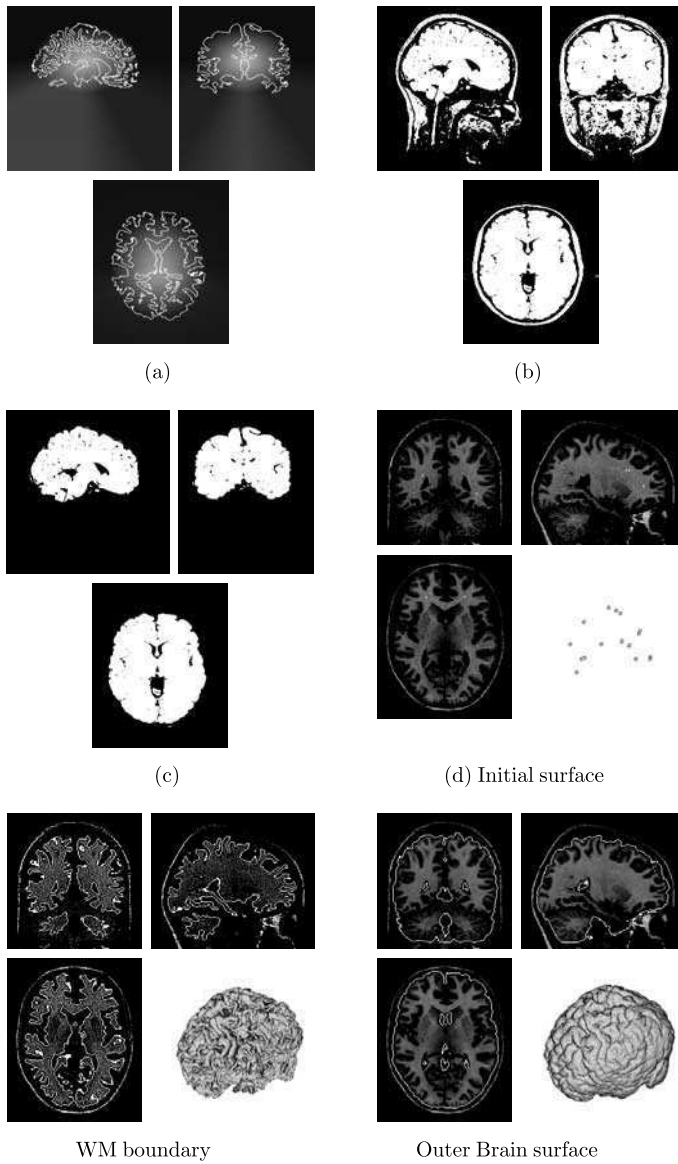 (a)
(b)
(c)
(d) Initial surface
WM boundary
Outer Brain surface